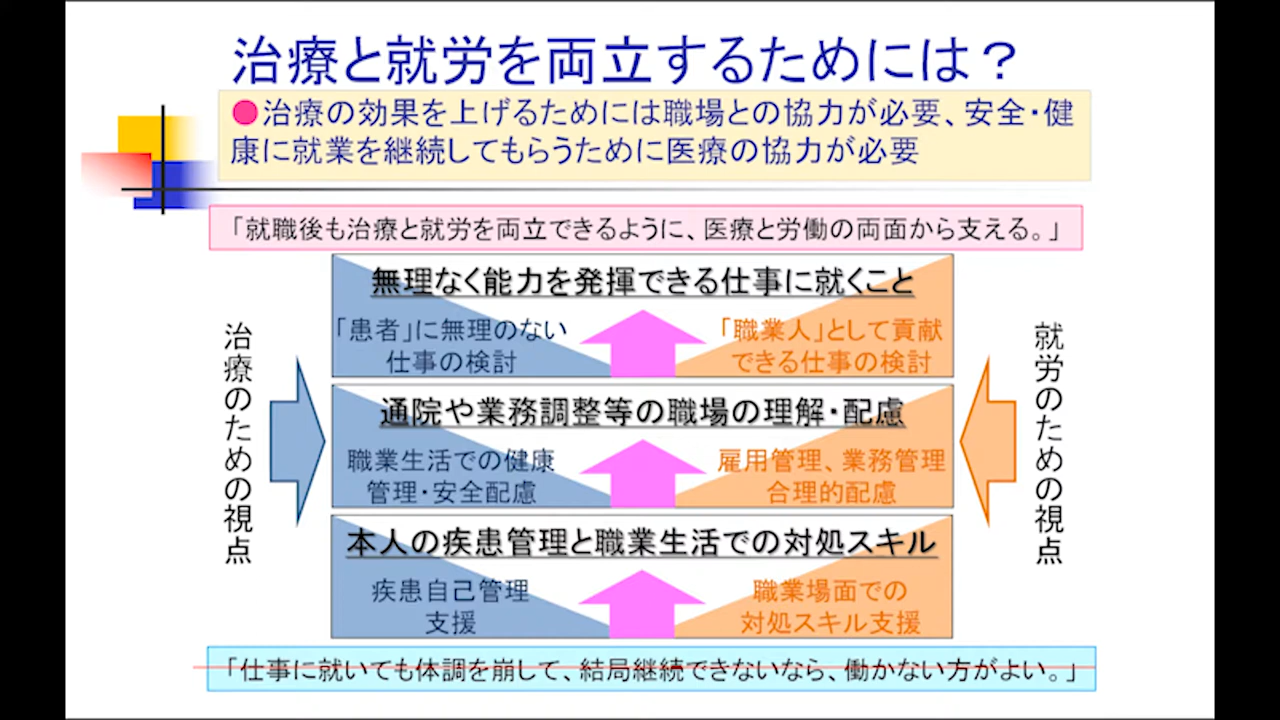 治療と就労を両立するためには？
●治療の効果を上げるためには職場との協力が必要、安全・健
康に就業を継続してもらうために医療の協力が必要
「就職後も治療と就労を両立できるように、医療と労働の両面から支える。」
治療のための視点
無理なく能力を発揮できる仕事に就くこと
「患者」に無理のない
仕事の検討
「職業人」として貢献
できる仕事の検討
通院や業務調整等の職場の理解・配慮
職業生活での健康
管理・安全配慮
雇用管理、業務管理
合理的配慮
本人の疾患管理と職業生活での対処スキル
疾患自己管理
支援
職業場面での
対処スキル支援
就労のための視点
「仕事に就いても体調を崩して、結局継続できないなら、働かない方がよい。」